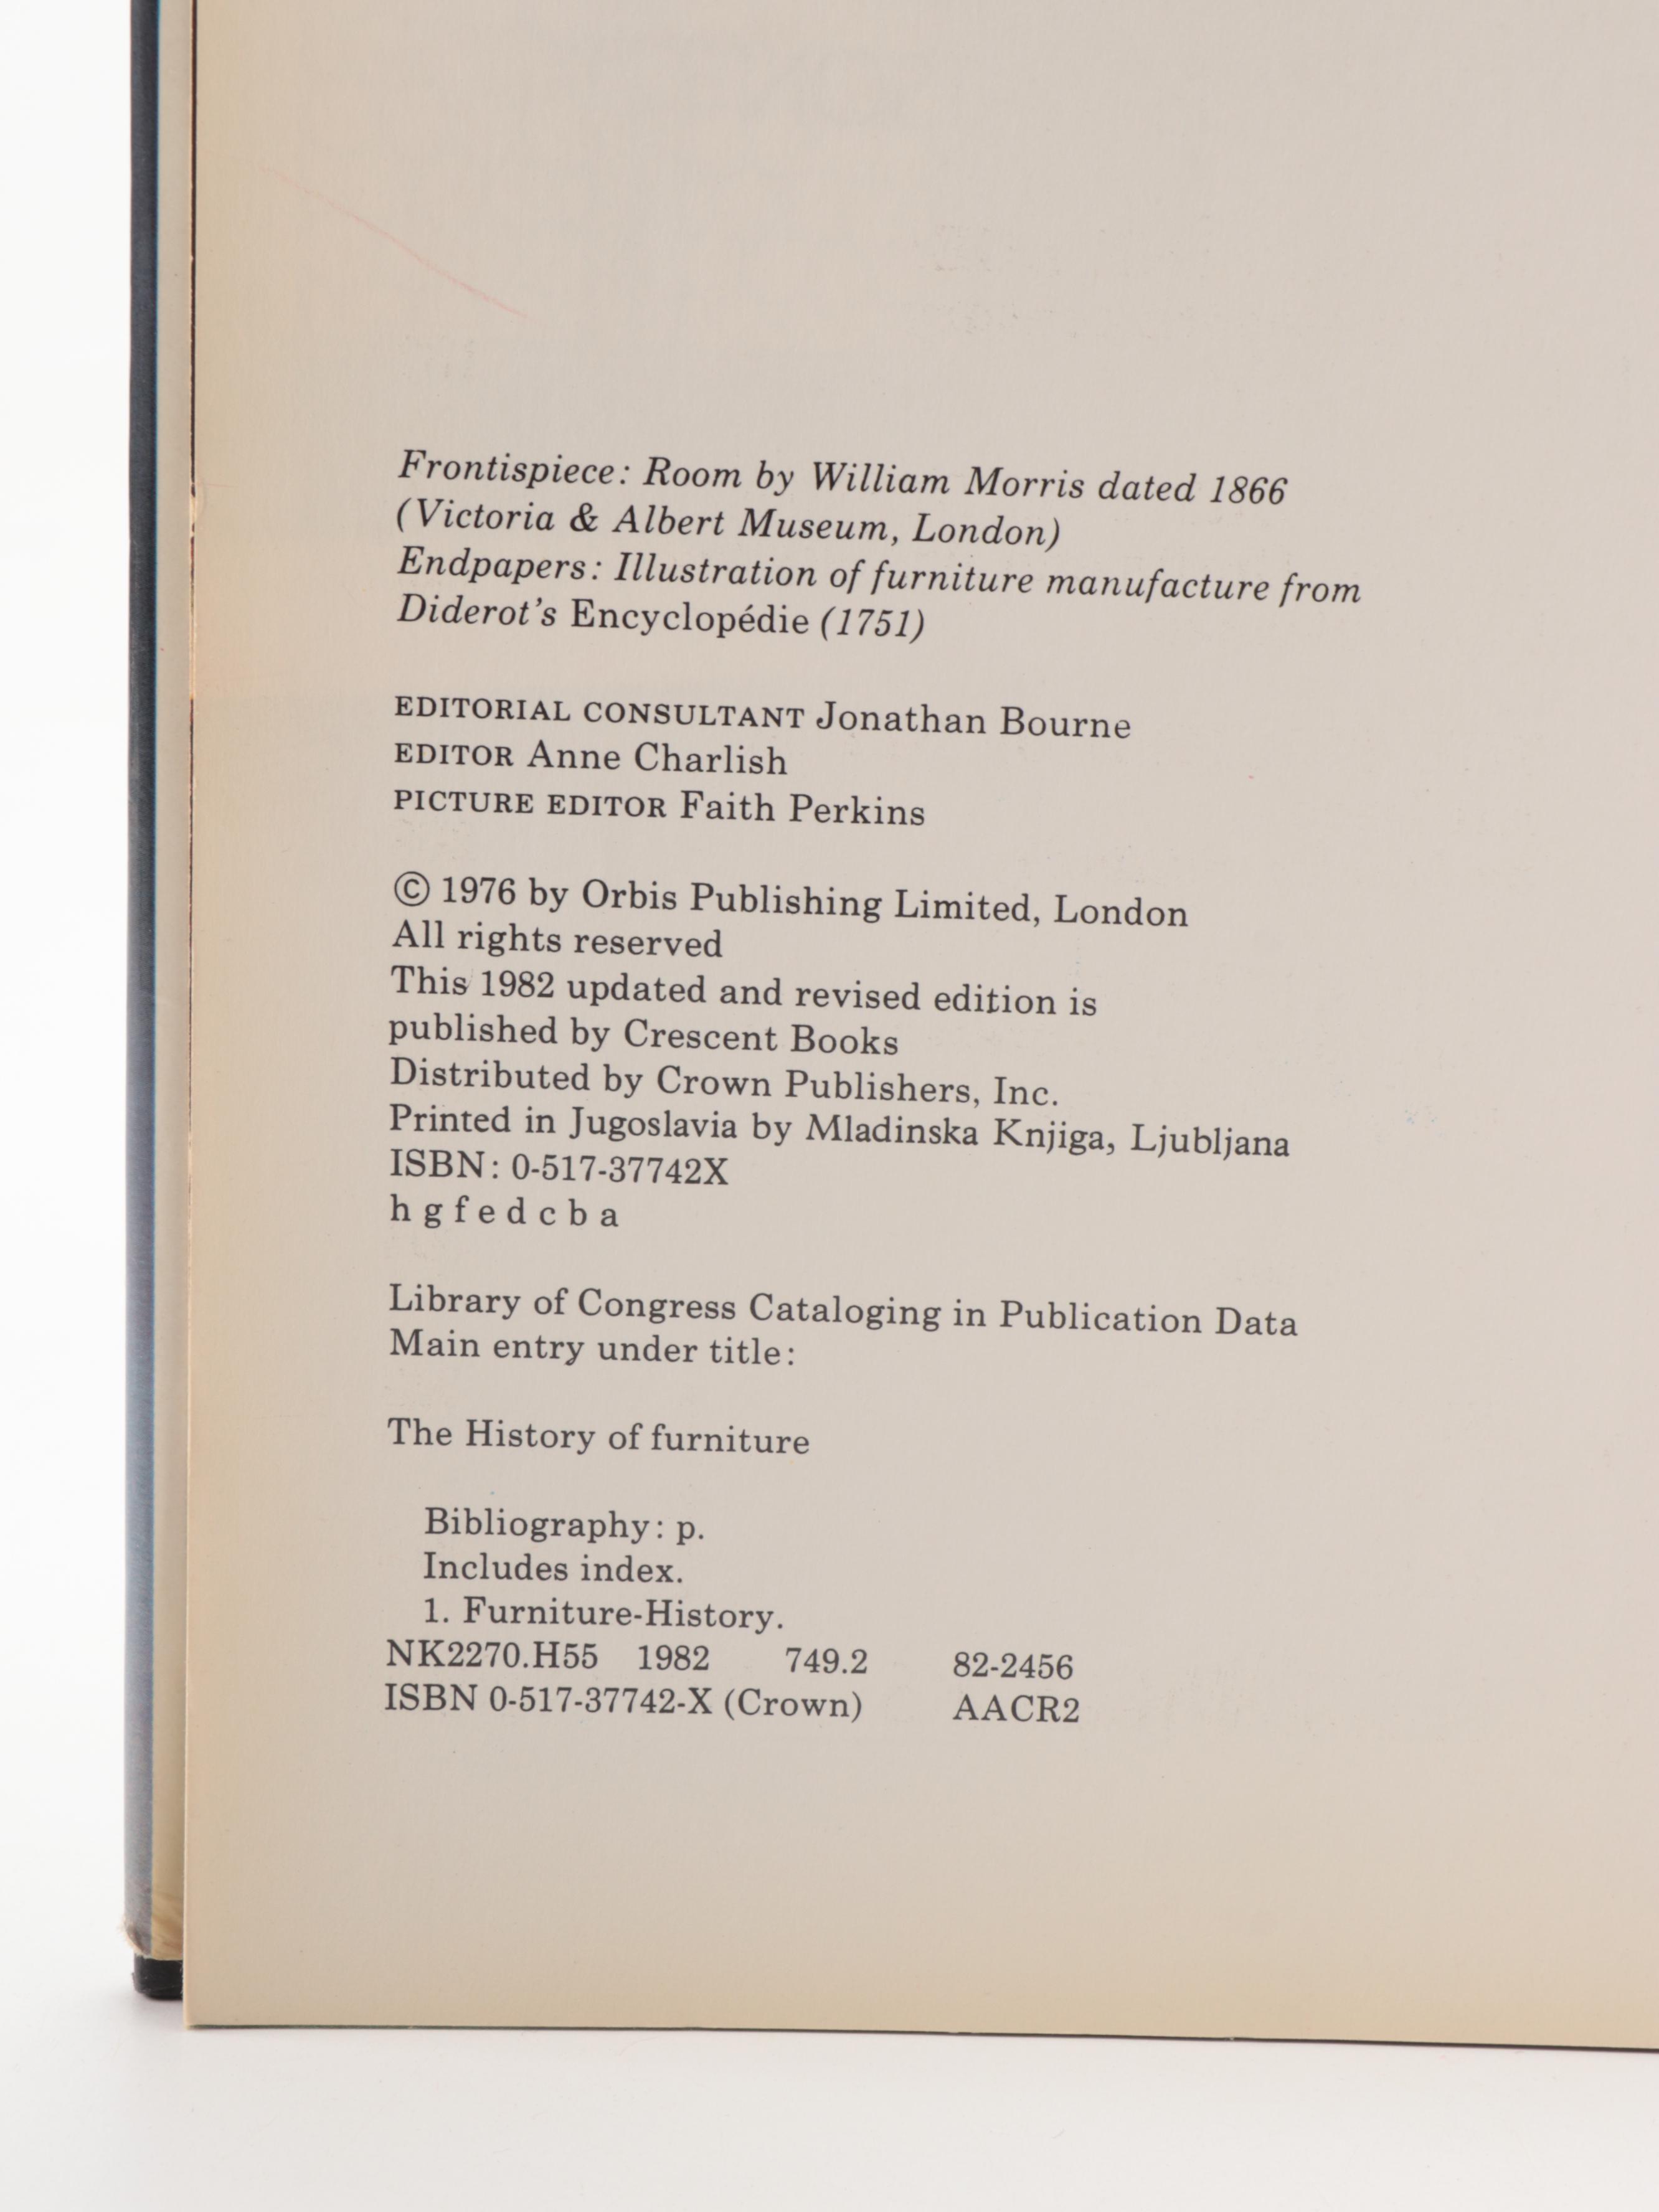 Frontispiece: Room by William Morris dated 1866
(Victoria & Albert Museum, London)
Endpapers: Illustration of furniture manufacture from
Diderot's Encyclopédie (1751)
EDITORIAL CONSULTANT Jonathan Bourne
EDITOR Anne Charlish
PICTURE EDITOR Faith Perkins
© 1976 by Orbis Publishing Limited, London
All rights reserved
This 1982 updated and revised edition is
published by Crescent Books
Distributed by Crown Publishers, Inc.
Printed in Jugoslavia by Mladinska Knjiga, Ljubljana
ISBN: 0-517-37742X
h g f e d c b a
Library of Congress Cataloging in Publication Data
Main entry under title:
The History of furniture
Bibliography: p.
Includes index.
1. Furniture-History.
NK2270.H55 1982 749.2 82-2456
ISBN 0-517-37742-X (Crown) AACR2